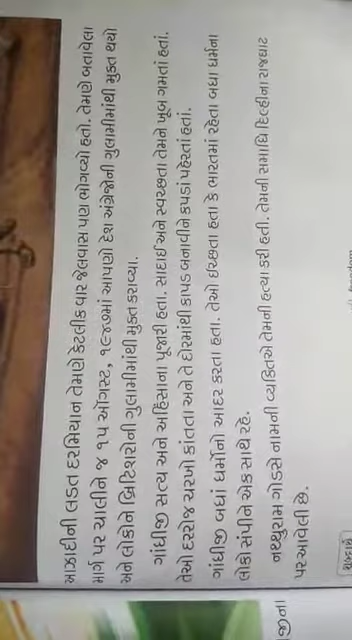 આઝાદીની લડત દરમિયાન તેમણે કેટલીક વાર જેલવાસ પણ ભોગવ્યો હતો. તેમણે બતાવેલા
માર્ગ પર ચાલીને જ ૧૫ ઑગસ્ટ, ૧૯૪૭માં આપણો દેશ અંગ્રેજોની ગુલામીમાંથી મુક્ત થયો
અને લોકોને બ્રિટિશરોની ગુલામીમાંથી મુક્ત કરાવ્યા.
ગાંધીજી સત્ય અને અહિંસાના પૂજારી હતા. સાદાઈ અને સ્વચ્છતા તેમને ખૂબ ગમતાં હતાં.
તેઓ દરરોજ ચરખો કાંતતા અને તે દોરામાંથી કાપડ બનાવીને કપડાં પહેરતાં હતાં.
ગાંધીજી બધાં ધર્મોનો આદર કરતા હતા. તેઓ ઇચ્છતા હતા કે ભારતમાં રહેતા બધા ધર્મના
લોકો સંપીને એક સાથે રહે.
નથ્થુરામ ગોડસે નામની વ્યક્તિએ તેમની હત્યા કરી હતી. તેમની સમાધિ દિલ્હીના રાજઘાટ
પર આવેલી છે.
શબ્દાર્થ
જીના